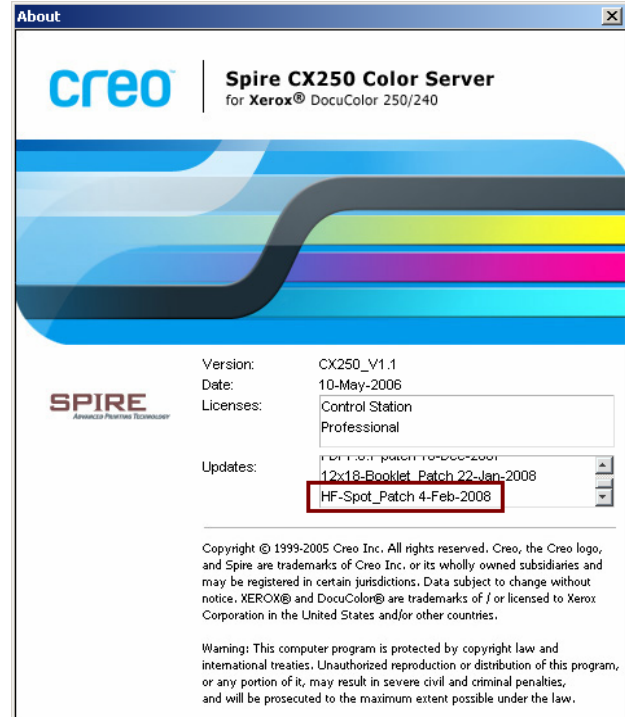 About
creo™
Spire CX250 Color Server
for Xerox® DocuColor 250/240
SPIRE
ADVANCED PRINTING TECHNOLOGY
Version: CX250_V1.1
Date: 10-May-2006
Licenses: Control Station
Professional
Updates:
12x18-Booklet_Patch 22-Jan-2008
HF-Spot_Patch 4-Feb-2008
Copyright © 1999-2005 Creo Inc. All rights reserved. Creo, the Creo logo,
and Spire are trademarks of Creo Inc. or its wholly owned subsidiaries and
may be registered in certain jurisdictions. Data subject to change without
notice. XEROX® and DocuColor® are trademarks of / or licensed to Xerox
Corporation in the United States and/or other countries.
Warning: This computer program is protected by copyright law and
international treaties. Unauthorized reproduction or distribution of this program,
or any portion of it, may result in severe civil and criminal penalties,
and will be prosecuted to the maximum extent possible under the law.